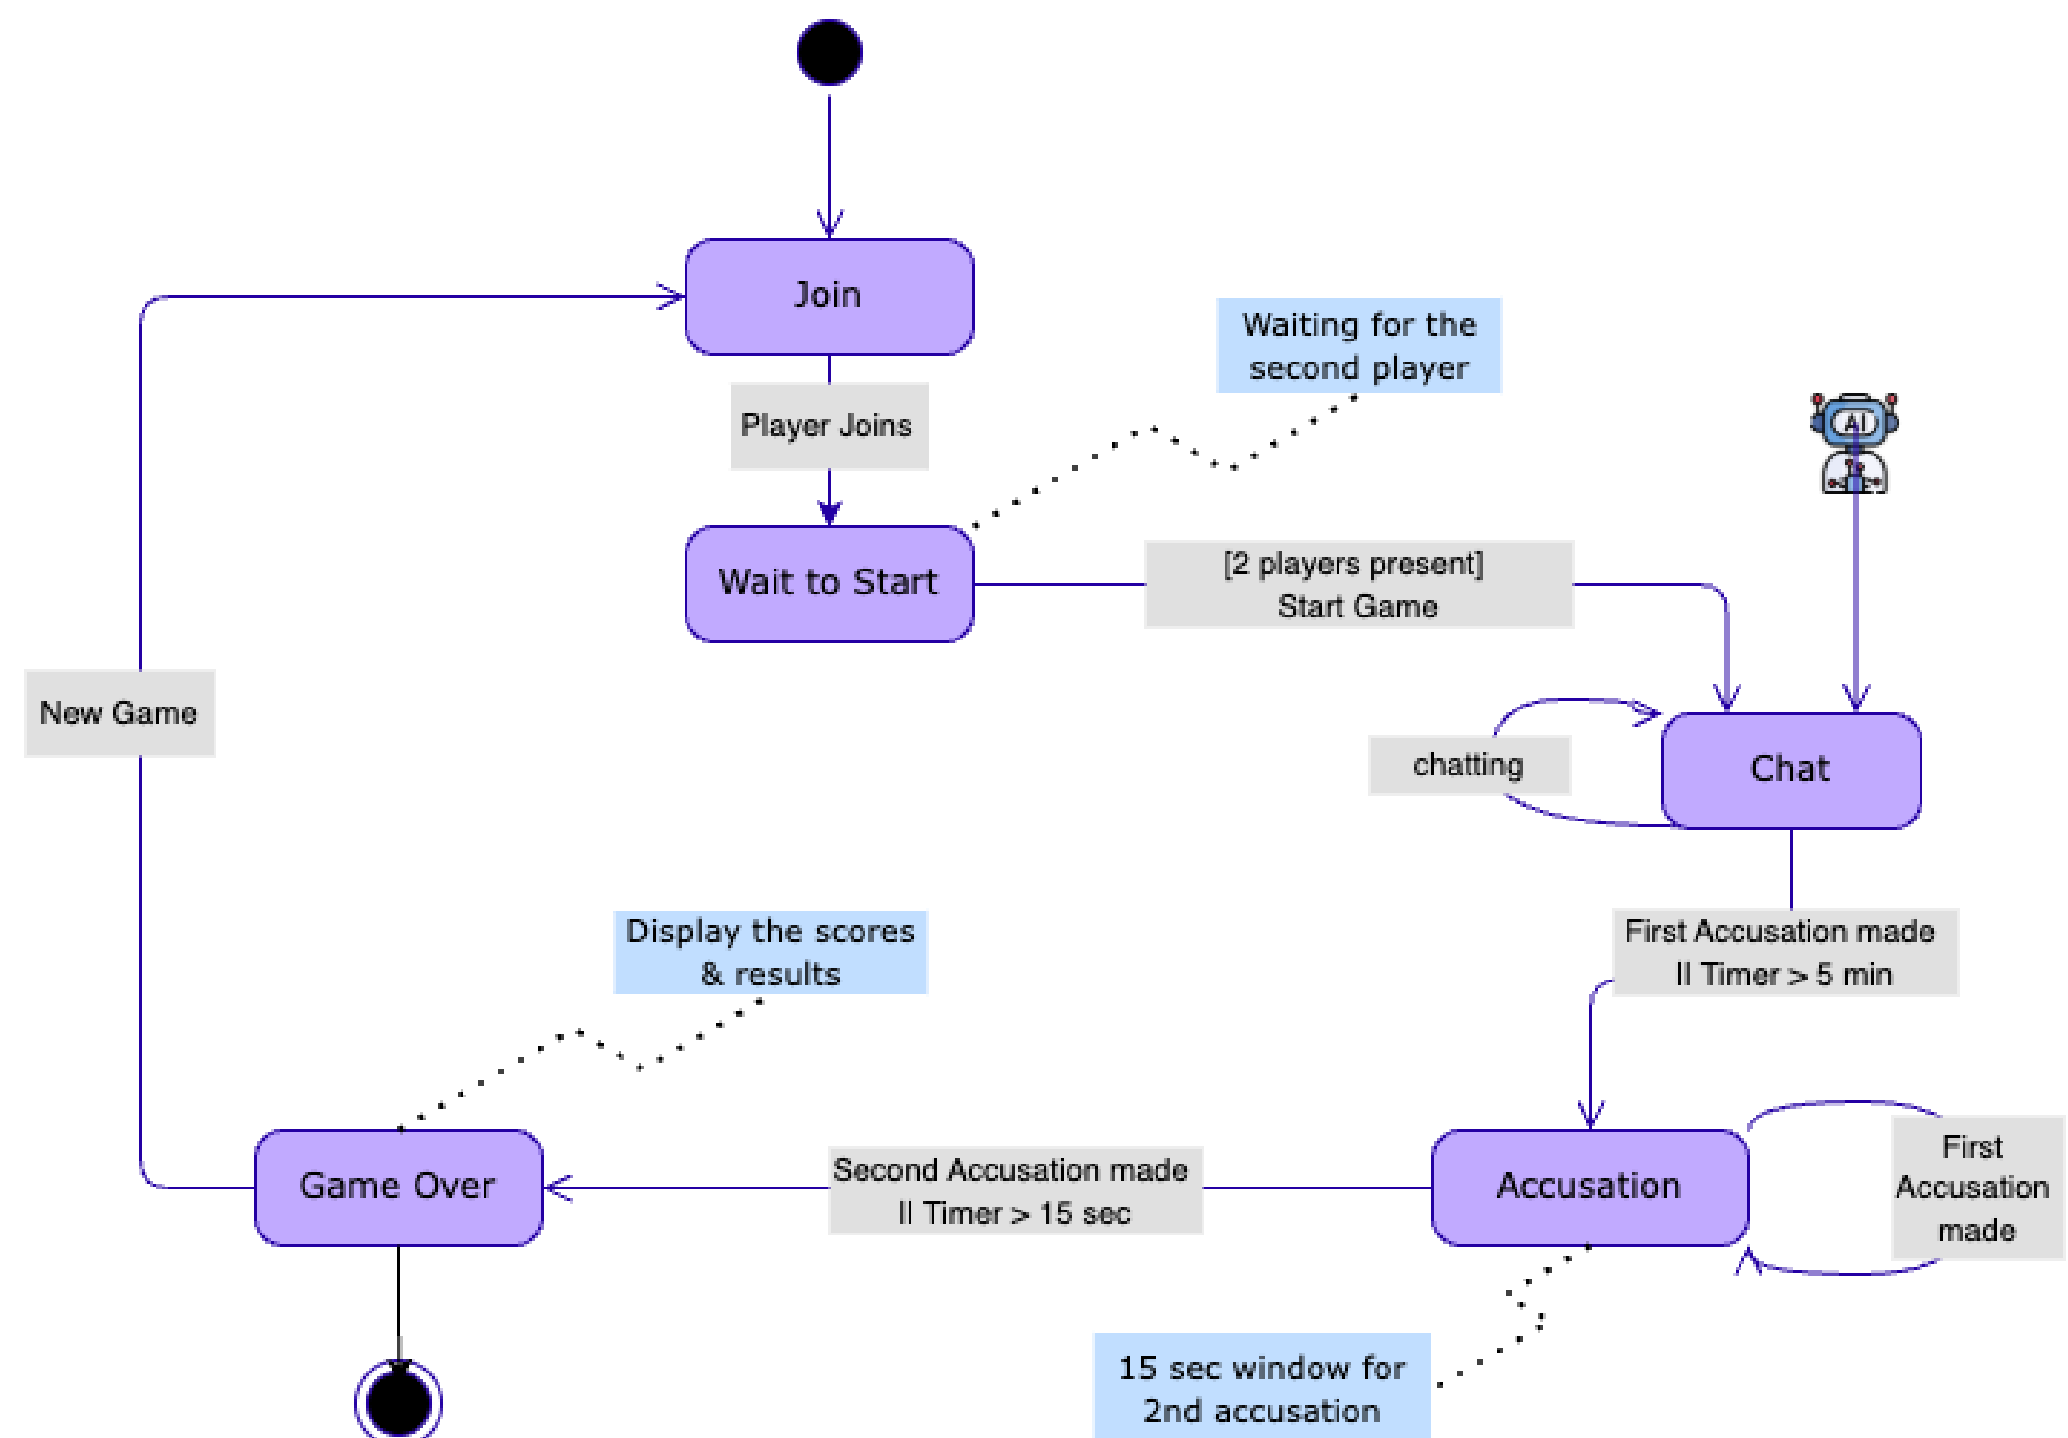 Join
Waiting for the
second player
Player Joins
AI
Wait to Start
[2 players present]
Start Game
New Game
chatting
Chat
First Accusation made
II Timer > 5 min
Display the scores
& results
Game Over
Second Accusation made
II Timer > 15 sec
Accusation
First
Accusation
made
15 sec window for
2nd accusation